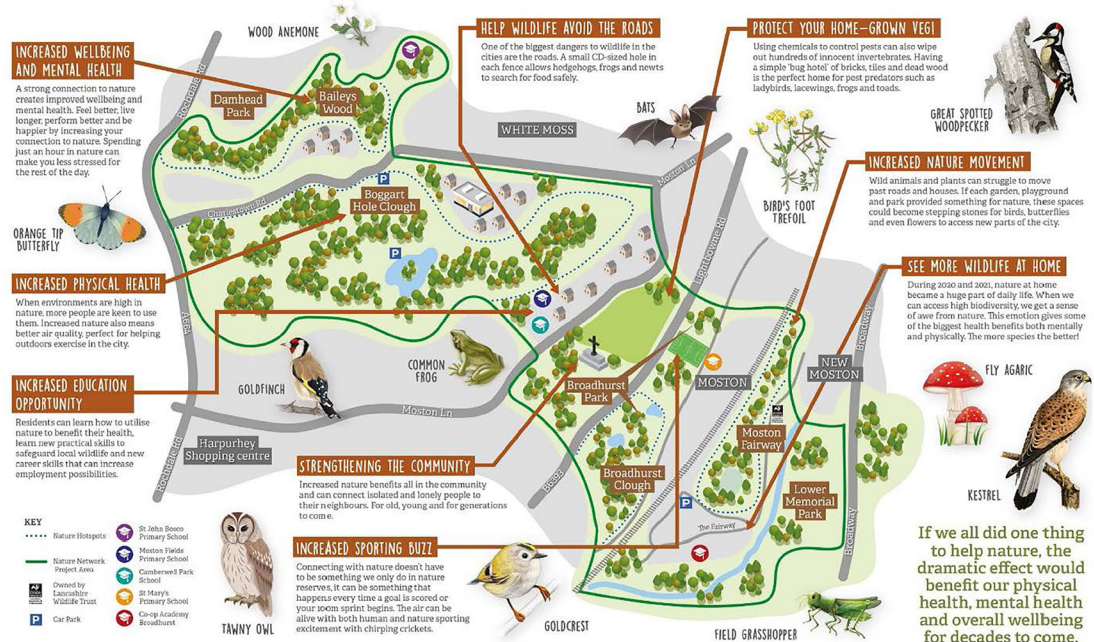 WOOD ANEMONE
INCREASED WELLBEING
AND MENTAL HEALTH
A strong connection to nature
creates improved wellbeing and
mental health. Feel better, live
longer, perform better and be
happier by increasing your
connection to nature. Spending
just an hour in nature can
make you less stressed for
the rest of the day.
ORANGE TIP
BUTTERFLY
INCREASED PHYSICAL HEALTH
When environments are high in
nature, more people are keen to use
them. Increased nature also means
better air quality, perfect for helping
outdoors exercise in the city.
INCREASED EDUCATION
OPPORTUNITY
Residents can learn how to utilise
nature to benefit their health,
learn new practical skills to
safeguard local wildlife and new
career skills that can increase
employment possibilities.
HELP WILDLIFE AVOID THE ROADS
One of the biggest dangers to wildlife in the
cities are the roads. A small CD-sized hole in
each fence allows hedgehogs, frogs and newts
to search for food safely.
PROTECT YOUR HOME-GROWN VEG!
Using chemicals to control pests can also wipe
out hundreds of innocent invertebrates. Having
a simple 'bug hotel' of bricks, tiles and dead wood
is the perfect home for pest predators such as
ladybirds, lacewings, frogs and toads.
BATS
GREAT SPOTTED
WOODPECKER
BIRD'S FOOT
TREFOIL
INCREASED NATURE MOVEMENT
Wild animals and plants can struggle to move
past roads and houses. If each garden, playground
and park provided something for nature, these spaces
could become stepping stones for birds, butterflies
and even flowers to access new parts of the city.
SEE MORE WILDLIFE AT HOME
During 2020 and 2021, nature at home
became a huge part of daily life. When we
can access high biodiversity, we get a sense
of awe from nature. This emotion gives some
of the biggest health benefits both mentally
and physically. The more species the better!
FLY AGARIC
KESTREL
Rochdale Rd
Damhead
Park
Baileys
Wood
WHITE MOSS
Moston Ln
Charlestown Rd
P
Boggart
Hole Clough
P
Lightbowne Rd
A664
Broadway
GOLDFINCH
COMMON
FROG
Moston Ln
Harpurhey
Shopping centre
Rochdale Rd
Broadhurst
Park
MOSTON
NEW
MOSTON
Moston
Fairway
Broadhurst
Clough
B6393
P
Lower
Memorial
Park
The Fairway
Broadway
STRENGTHENING THE COMMUNITY
Increased nature benefits all in the community
and can connect isolated and lonely people to
their neighbours. For old, young and for generations
to come.
INCREASED SPORTING BUZZ
Connecting with nature doesn't have
to be something we only do in nature
reserves, it can be something that
happens every time a goal is scored or
your 100m sprint begins. The air can be
alive with both human and nature sporting
excitement with chirping crickets.
KEY
Nature Hotspots
Nature Network
Project Area
Owned by
Lancashire
Wildlife Trust
P
Car Park
St John Bosco
Primary School
Moston Fields
Primary School
Camberwell Park
School
St Mary's
Primary School
Co-op Academy
Broadhurst
TAWNY OWL
GOLDCREST
FIELD GRASSHOPPER
If we all did one thing
to help nature, the
dramatic effect would
benefit our physical
health, mental health
and overall wellbeing
for decades to come.